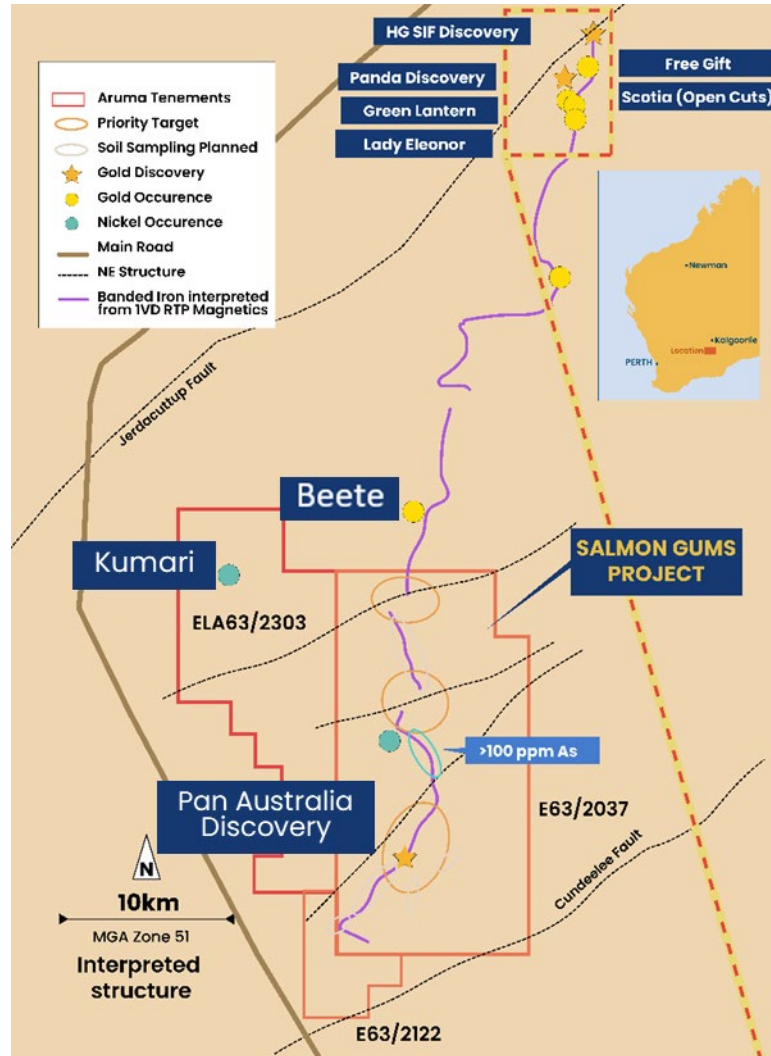 HG SIF Discovery
Panda Discovery
Green Lantern
Lady Eleonor
Free Gift
Scotia (Open Cuts)
Aruma Tenements
Priority Target
Soil Sampling Planned
Gold Discovery
Gold Occurence
Nickel Occurence
Main Road
NE Structure
Banded Iron interpreted
from 1VD RTP Magnetics
Newman
Kalgoorlie
Location
PERTH
Jerdacuttup Fault
Beete
Kumari
SALMON GUMS
PROJECT
ELA63/2303
>100 ppm As
Pan Australia
Discovery
E63/2037
Cundeelee Fault
N
10km
MGA Zone 51
Interpreted
structure
E63/2122